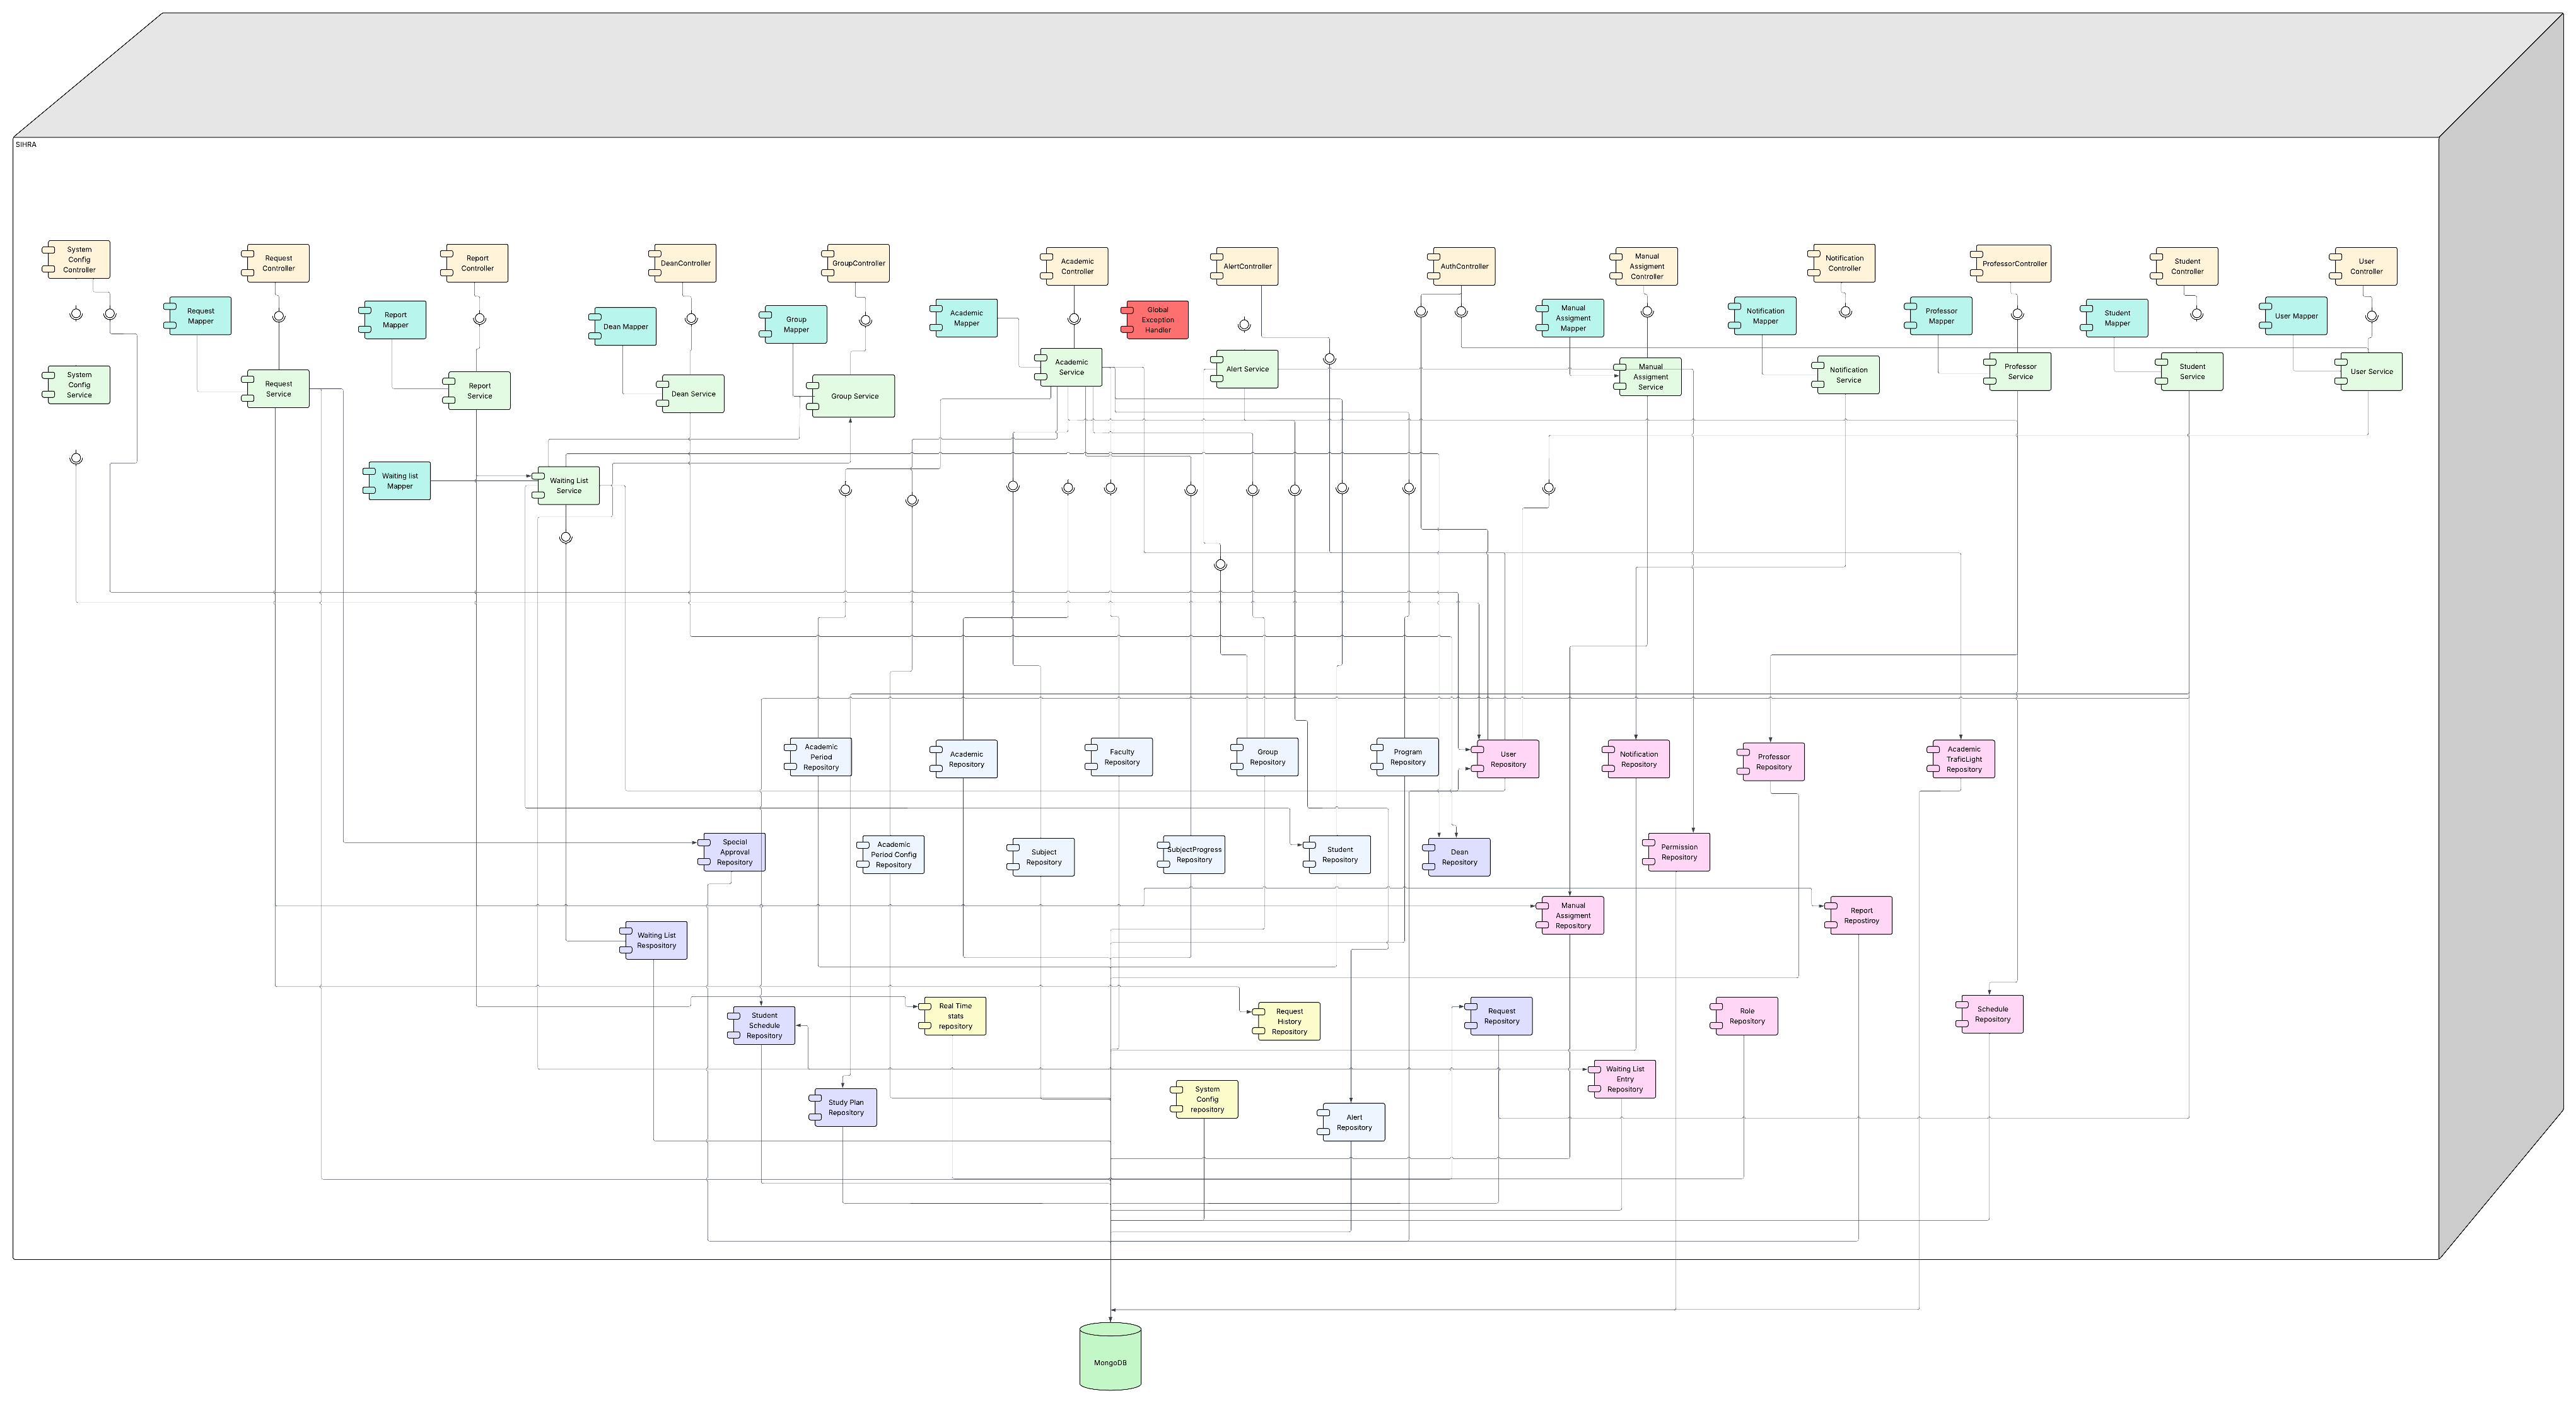 SIHRA
System
Config
Controller
Request
Controller
Report
Controller
DeanController
GroupController
Academic
Controller
AlertController
AuthController
Manual
Assigment
Controller
Notification
Controller
ProfessorController
Student
Controller
User
Controller
Request
Mapper
Report
Mapper
Dean Mapper
Group
Mapper
Academic
Mapper
Global
Exception
Handler
Manual
Assigment
Mapper
Notification
Mapper
Professor
Mapper
Student
Mapper
User Mapper
System
Config
Service
Request
Service
Report
Service
Dean Service
Group Service
Academic
Service
Alert Service
Manual
Assigment
Service
Notification
Service
Professor
Service
Student
Service
User Service
Waiting list
Mapper
Waiting List
Service
Academic
Period
Repository
Academic
Repository
Faculty
Repository
Group
Repository
Program
Repository
User
Repository
Notification
Repository
Professor
Repository
Academic
TraficLight
Repository
Special
Approval
Repository
Academic
Period Config
Repository
Subject
Repository
SubjectProgress
Repository
Student
Repository
Dean
Repository
Permission
Repository
Manual
Assigment
Repository
Report
Repostiroy
Waiting List
Respository
Student
Schedule
Repository
Real Time
stats
repository
Request
History
Repository
Request
Repository
Role
Repository
Schedule
Repository
Waiting List
Entry
Repository
Study Plan
Repository
System
Config
repository
Alert
Repository
MongoDB